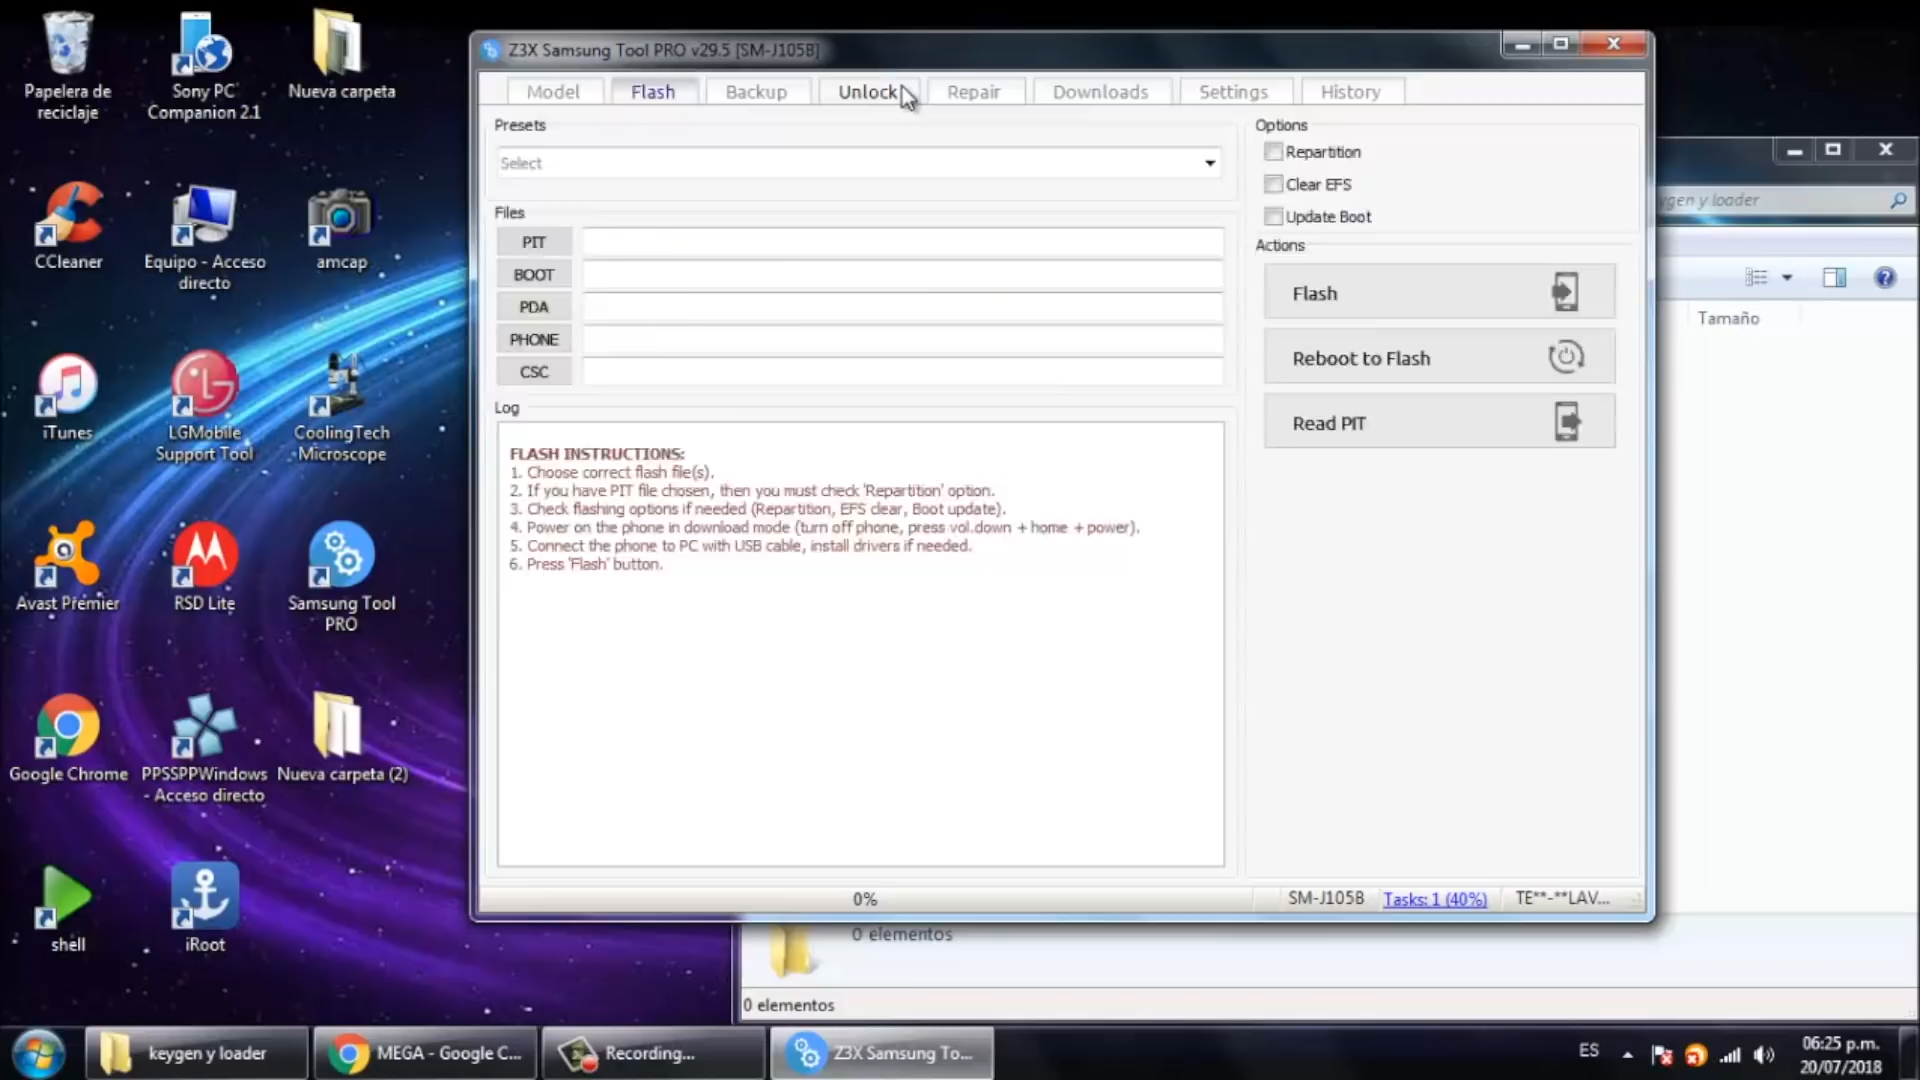 Papelera de
reciclaje
Sony PC
Companion 2.1
Nueva carpeta
CCleaner
Equipo - Acceso
directo
amcap
iTunes
LGMobile
Support Tool
CoolingTech
Microscope
Avast Premier
RSD Lite
Samsung Tool
PRO
Google Chrome
PPSSPPWindows
- Acceso directo
Nueva carpeta (2)
shell
iRoot
Z3X Samsung Tool PRO v29.5 [SM-J105B]
Model
Flash
Backup
Unlock
Repair
Downloads
Settings
History
Presets
Select
Files
PIT
BOOT
PDA
PHONE
CSC
Log
FLASH INSTRUCTIONS:
1. Choose correct flash file(s).
2. If you have PIT file chosen, then you must check 'Repartition' option.
3. Check flashing options if needed (Repartition, EFS clear, Boot update).
4. Power on the phone in download mode (turn off phone, press vol.down + home + power).
5. Connect the phone to PC with USB cable, install drivers if needed.
6. Press 'Flash' button.
Options
Repartition
Clear EFS
Update Boot
Actions
Flash
Reboot to Flash
Read PIT
0%
SM-J105B
Tasks: 1 (40%)
TE**-**LAV...
ygen y loader
Tamaño
0 elementos
0 elementos
keygen y loader
MEGA - Google C...
Recording...
Z3X Samsung To...
ES
06:25 p.m.
20/07/2018